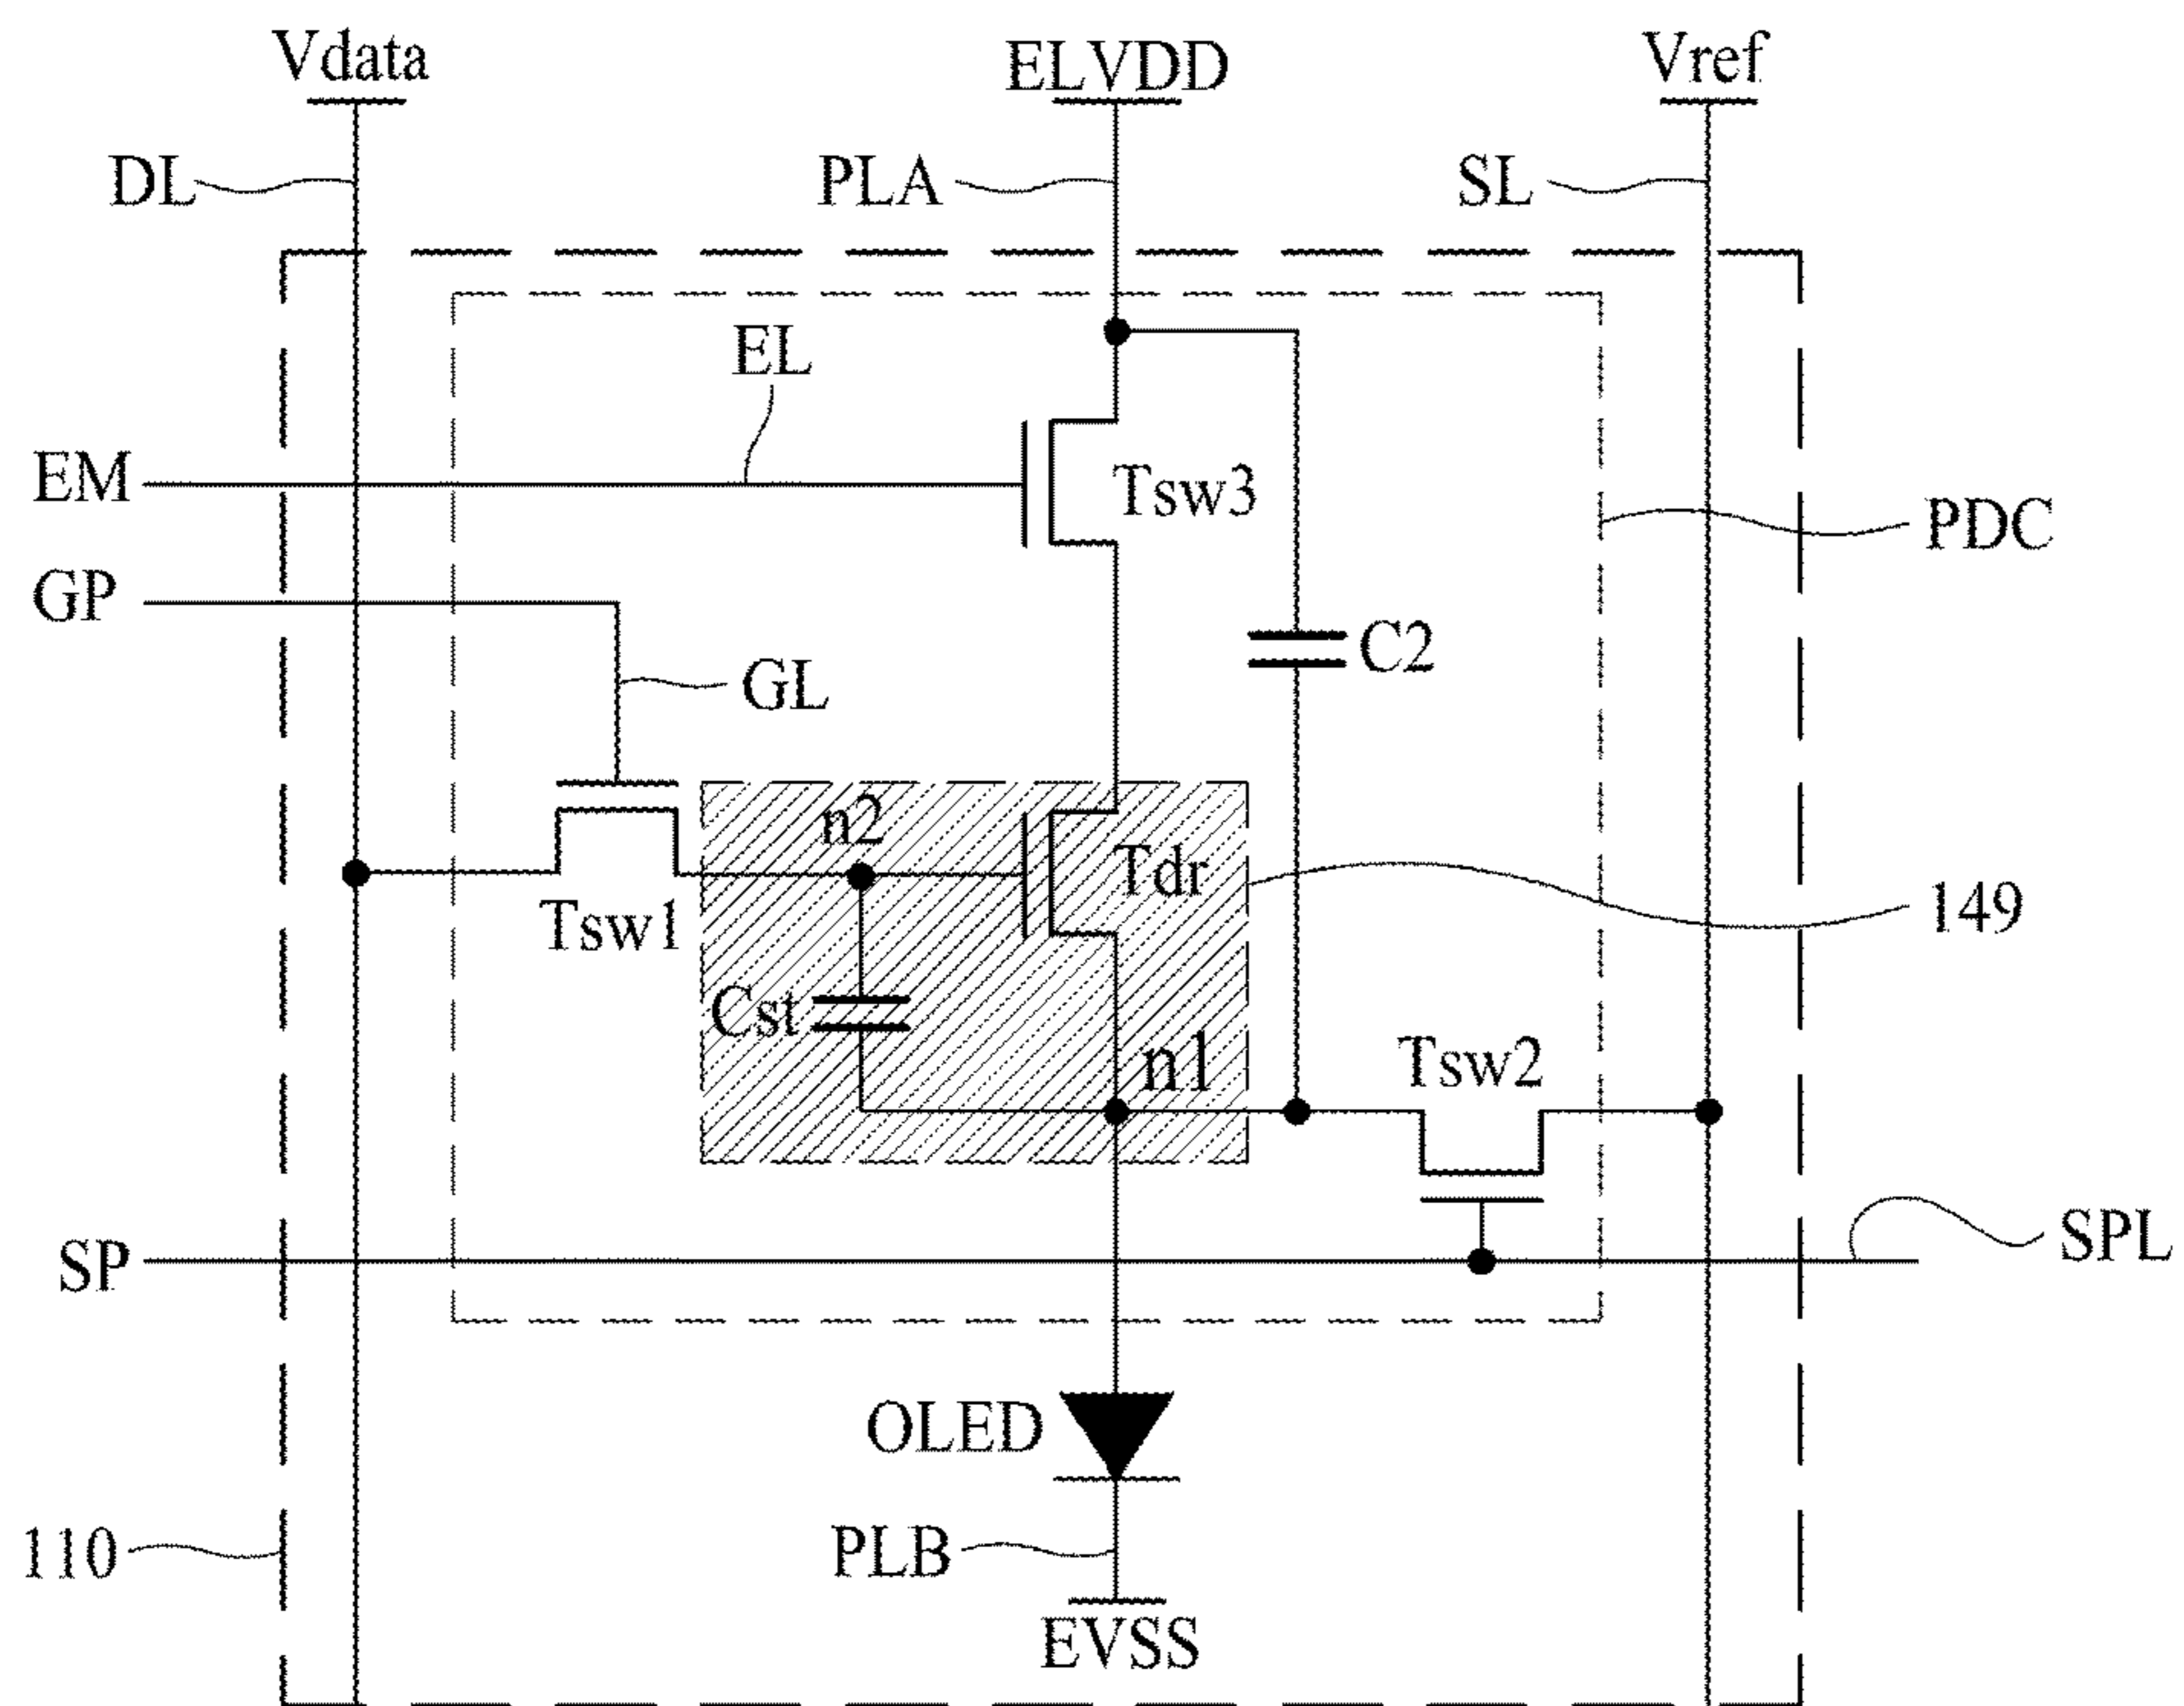 Vdata
ELVDD
Vref
DL
PLA
SL
EL
EM
Tsw3
PDC
GP
C2
GL
n2
Tdr
149
Tsw1
Cst
n1
Tsw2
SP
SPL
OLED
110
PLB
EVSS